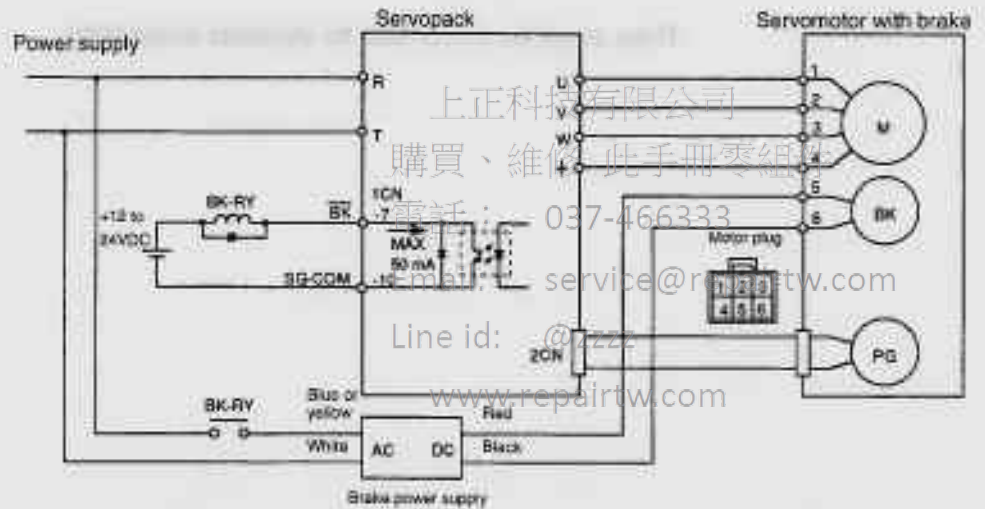 Servopack
Servomotor with brake
Power supply
R
T
U
V
W
1
2
3
4
5
6
M
BK
PG
上正科技有限公司
購買、維修 此手冊零組件
電話: 037-466333
Email: service@repairtw.com
Line id: @zzzz
www.repairtw.com
BK-RY
+12 to
24VDC
1CN
BK
-7
MAX
50 mA
SG-COM
-10
Motor plug
1 2 3
4 5 6
2CN
BK-RY
Blue or
yellow
White
AC
DC
Red
Black
Brake power supply